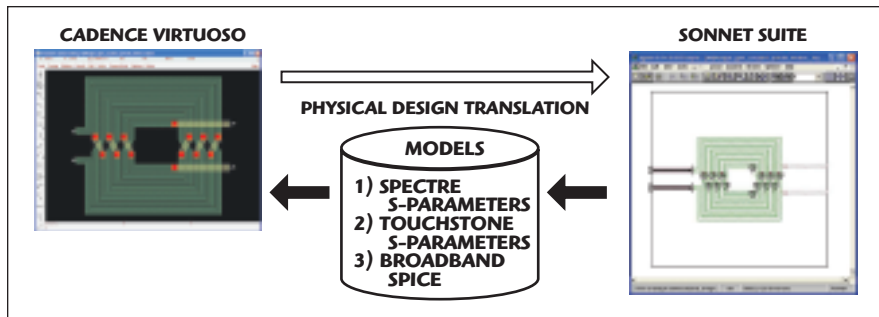 CADENCE VIRTUOSO
SONNET SUITE
PHYSICAL DESIGN TRANSLATION
MODELS
1) SPECTRE
S-PARAMETERS
2) TOUCHSTONE
S-PARAMETERS
3) BROADBAND
SPICE